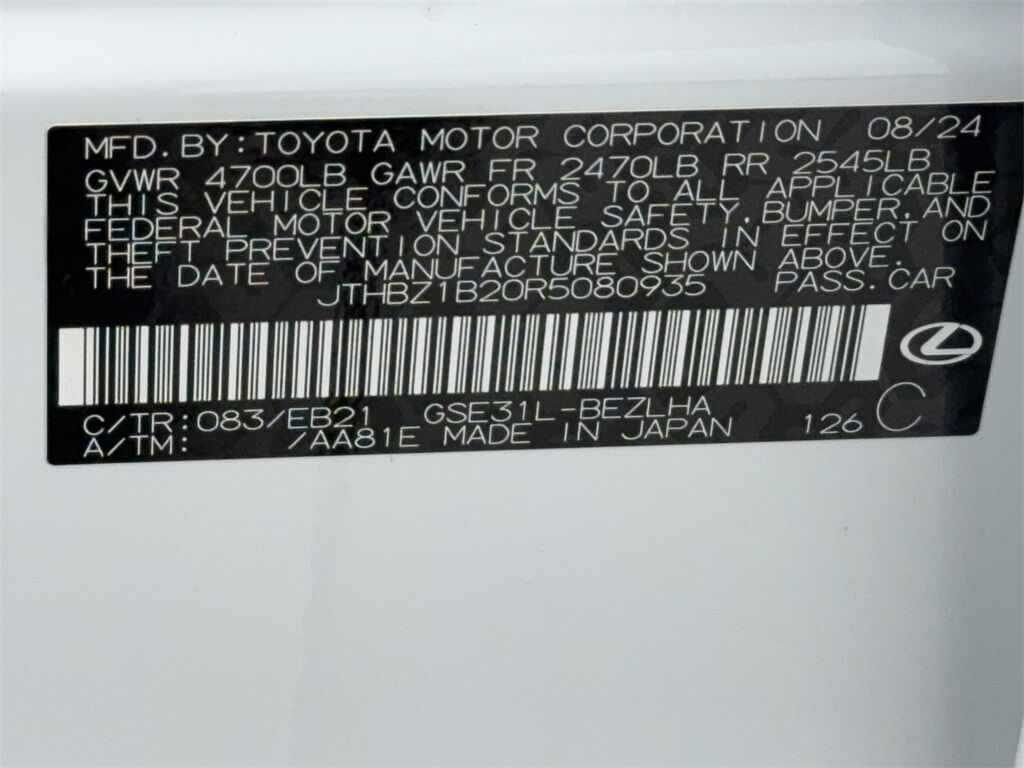 MFD. BY: TOYOTA MOTOR CORPORATION 08/24
GVWR 4700LB GAWR FR 2470LB RR 2545LB
THIS VEHICLE CONFORMS TO ALL APPLICABLE
FEDERAL MOTOR VEHICLE SAFETY, BUMPER, AND
THEFT PREVENTION STANDARDS IN EFFECT ON
THE DATE OF MANUFACTURE SHOWN ABOVE.
JTHBZ1B20R5080935 PASS. CAR
C/TR: 083/EB21 GSE31L-BEZLHA
A/TM: /AA81E MADE IN JAPAN 126 C